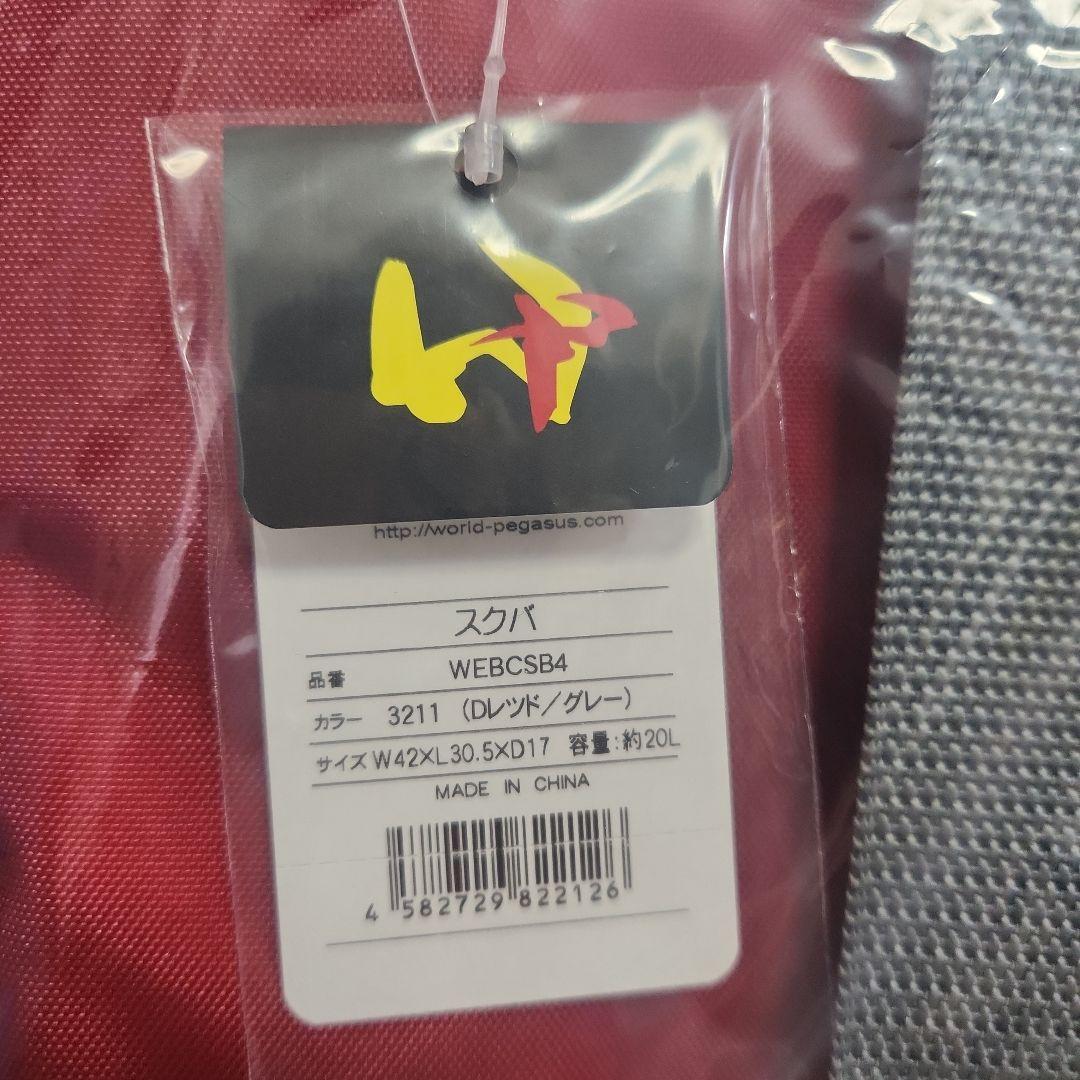 http://world-pegasus.com
スクバ
品番 WEBCSB4
カラー 3211 (Dレツド/グレー)
サイズ W42×L30.5×D17 容量:約20L
MADE IN CHINA
4 582729 822126